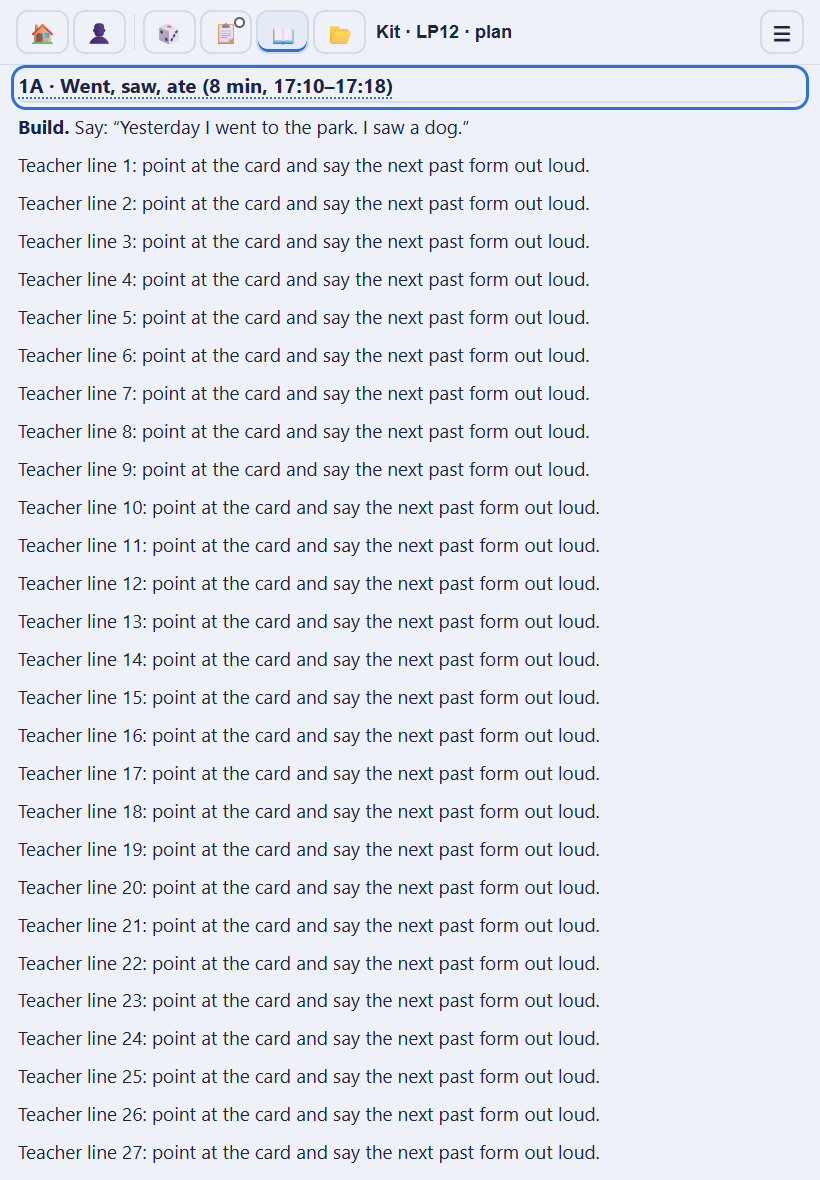 Kit · LP12 · plan
1A · Went, saw, ate (8 min, 17:10–17:18)
Build. Say: “Yesterday I went to the park. I saw a dog.”
Teacher line 1: point at the card and say the next past form out loud.
Teacher line 2: point at the card and say the next past form out loud.
Teacher line 3: point at the card and say the next past form out loud.
Teacher line 4: point at the card and say the next past form out loud.
Teacher line 5: point at the card and say the next past form out loud.
Teacher line 6: point at the card and say the next past form out loud.
Teacher line 7: point at the card and say the next past form out loud.
Teacher line 8: point at the card and say the next past form out loud.
Teacher line 9: point at the card and say the next past form out loud.
Teacher line 10: point at the card and say the next past form out loud.
Teacher line 11: point at the card and say the next past form out loud.
Teacher line 12: point at the card and say the next past form out loud.
Teacher line 13: point at the card and say the next past form out loud.
Teacher line 14: point at the card and say the next past form out loud.
Teacher line 15: point at the card and say the next past form out loud.
Teacher line 16: point at the card and say the next past form out loud.
Teacher line 17: point at the card and say the next past form out loud.
Teacher line 18: point at the card and say the next past form out loud.
Teacher line 19: point at the card and say the next past form out loud.
Teacher line 20: point at the card and say the next past form out loud.
Teacher line 21: point at the card and say the next past form out loud.
Teacher line 22: point at the card and say the next past form out loud.
Teacher line 23: point at the card and say the next past form out loud.
Teacher line 24: point at the card and say the next past form out loud.
Teacher line 25: point at the card and say the next past form out loud.
Teacher line 26: point at the card and say the next past form out loud.
Teacher line 27: point at the card and say the next past form out loud.